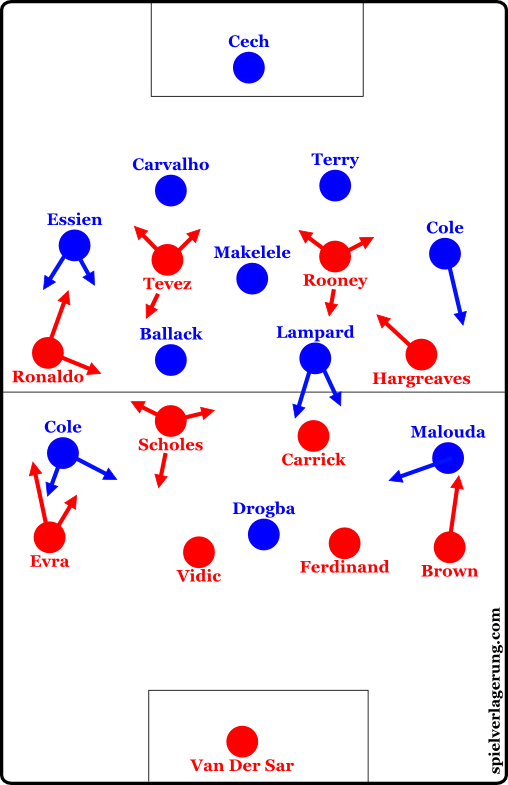 Cech
Carvalho
Terry
Essien
Cole
Makelele
Tevez
Rooney
Ballack
Lampard
Ronaldo
Hargreaves
Cole
Scholes
Carrick
Malouda
Drogba
Evra
Vidic
Ferdinand
Brown
Van Der Sar
spielverlagerung.com